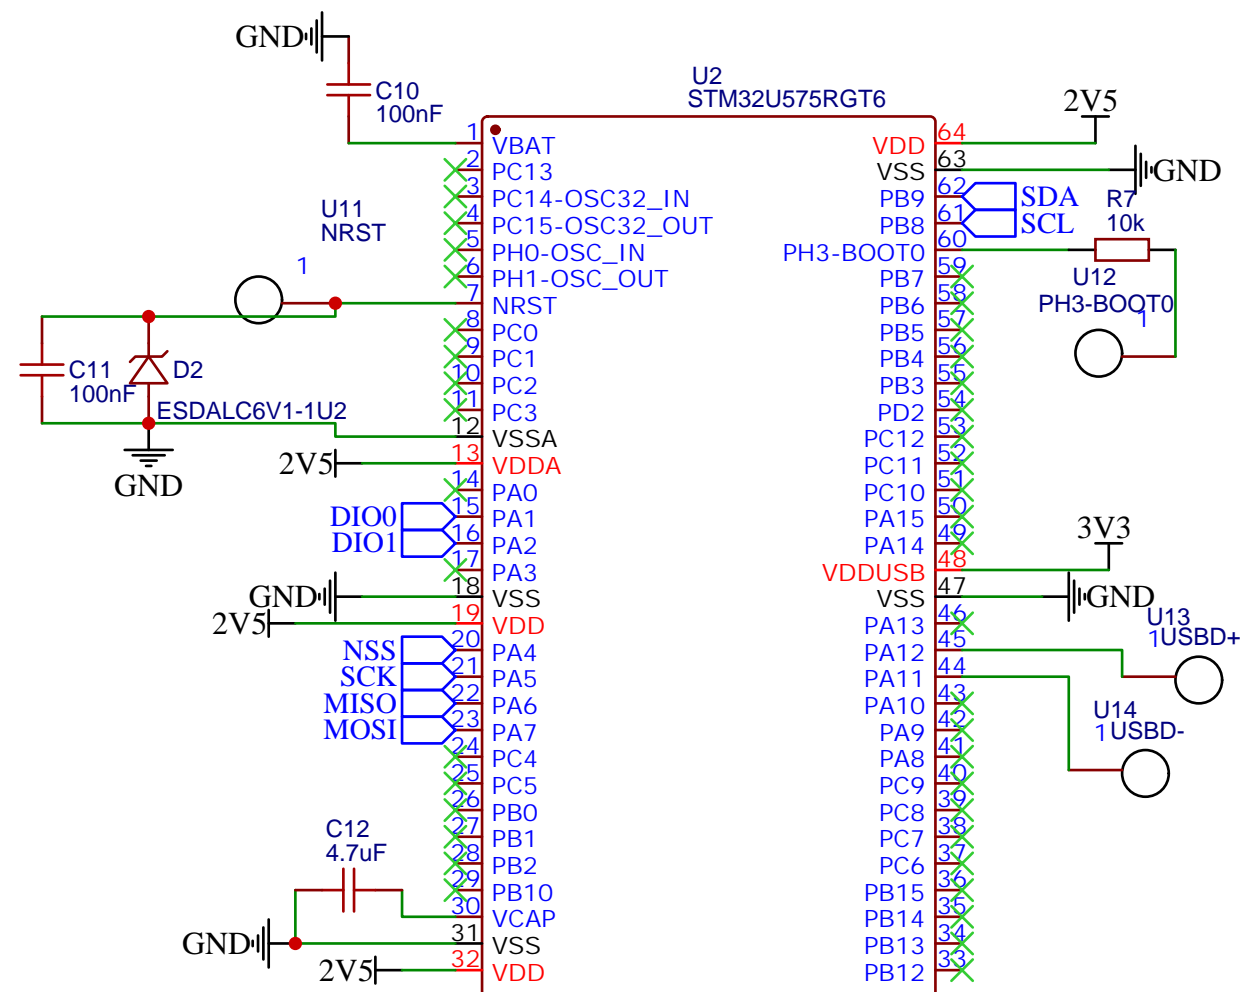 GND
C10
100nF
U2
STM32U575RGT6
2V5
1
VBAT
64
VDD
2
PC13
63
VSS
GND
3
PC14-OSC32_IN
62
PB9
SDA
R7
10k
4
PC15-OSC32_OUT
61
PB8
SCL
U11
NRST
5
PH0-OSC_IN
60
PH3-BOOT0
6
PH1-OSC_OUT
59
PB7
U12
PH3-BOOT0
1
1
7
NRST
58
PB6
8
PC0
57
PB5
9
PC1
56
PB4
C11
100nF
D2
ESDALC6V1-1U2
10
PC2
55
PB3
11
PC3
54
PD2
12
VSSA
53
PC12
GND
2V5
13
VDDA
52
PC11
14
PA0
51
PC10
DIO0
15
PA1
50
PA15
DIO1
16
PA2
49
PA14
3V3
17
PA3
48
VDDUSB
GND
18
VSS
47
VSS
GND
2V5
19
VDD
46
PA13
U13
1
USBD+
NSS
20
PA4
45
PA12
SCK
21
PA5
44
PA11
MISO
22
PA6
43
PA10
U14
1
USBD-
MOSI
23
PA7
42
PA9
24
PC4
41
PA8
25
PC5
40
PC9
26
PB0
39
PC8
27
PB1
38
PC7
C12
4.7uF
28
PB2
37
PC6
29
PB10
36
PB15
30
VCAP
35
PB14
GND
31
VSS
34
PB13
2V5
32
VDD
33
PB12